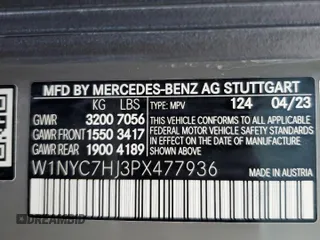 MFD BY MERCEDES-BENZ AG STUTTGART
KG LBS TYPE: MPV 124 04/23
GVWR 3200 7056
GAWR FRONT 1550 3417
GAWR REAR 1900 4189
THIS VEHICLE CONFORMS TO ALL APPLICABLE
FEDERAL MOTOR VEHICLE SAFETY STANDARDS
IN EFFECT ON THE DATE OF MANUFACTURE
SHOWN ABOVE.
W1NYC7HJ3PX477936
MADE IN AUSTRIA
DREAMBID